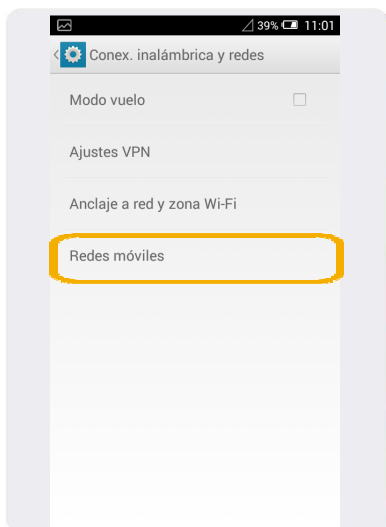 39% 11:01
Conex. inalámbrica y redes
Modo vuelo
Ajustes VPN
Anclaje a red y zona Wi-Fi
Redes móviles